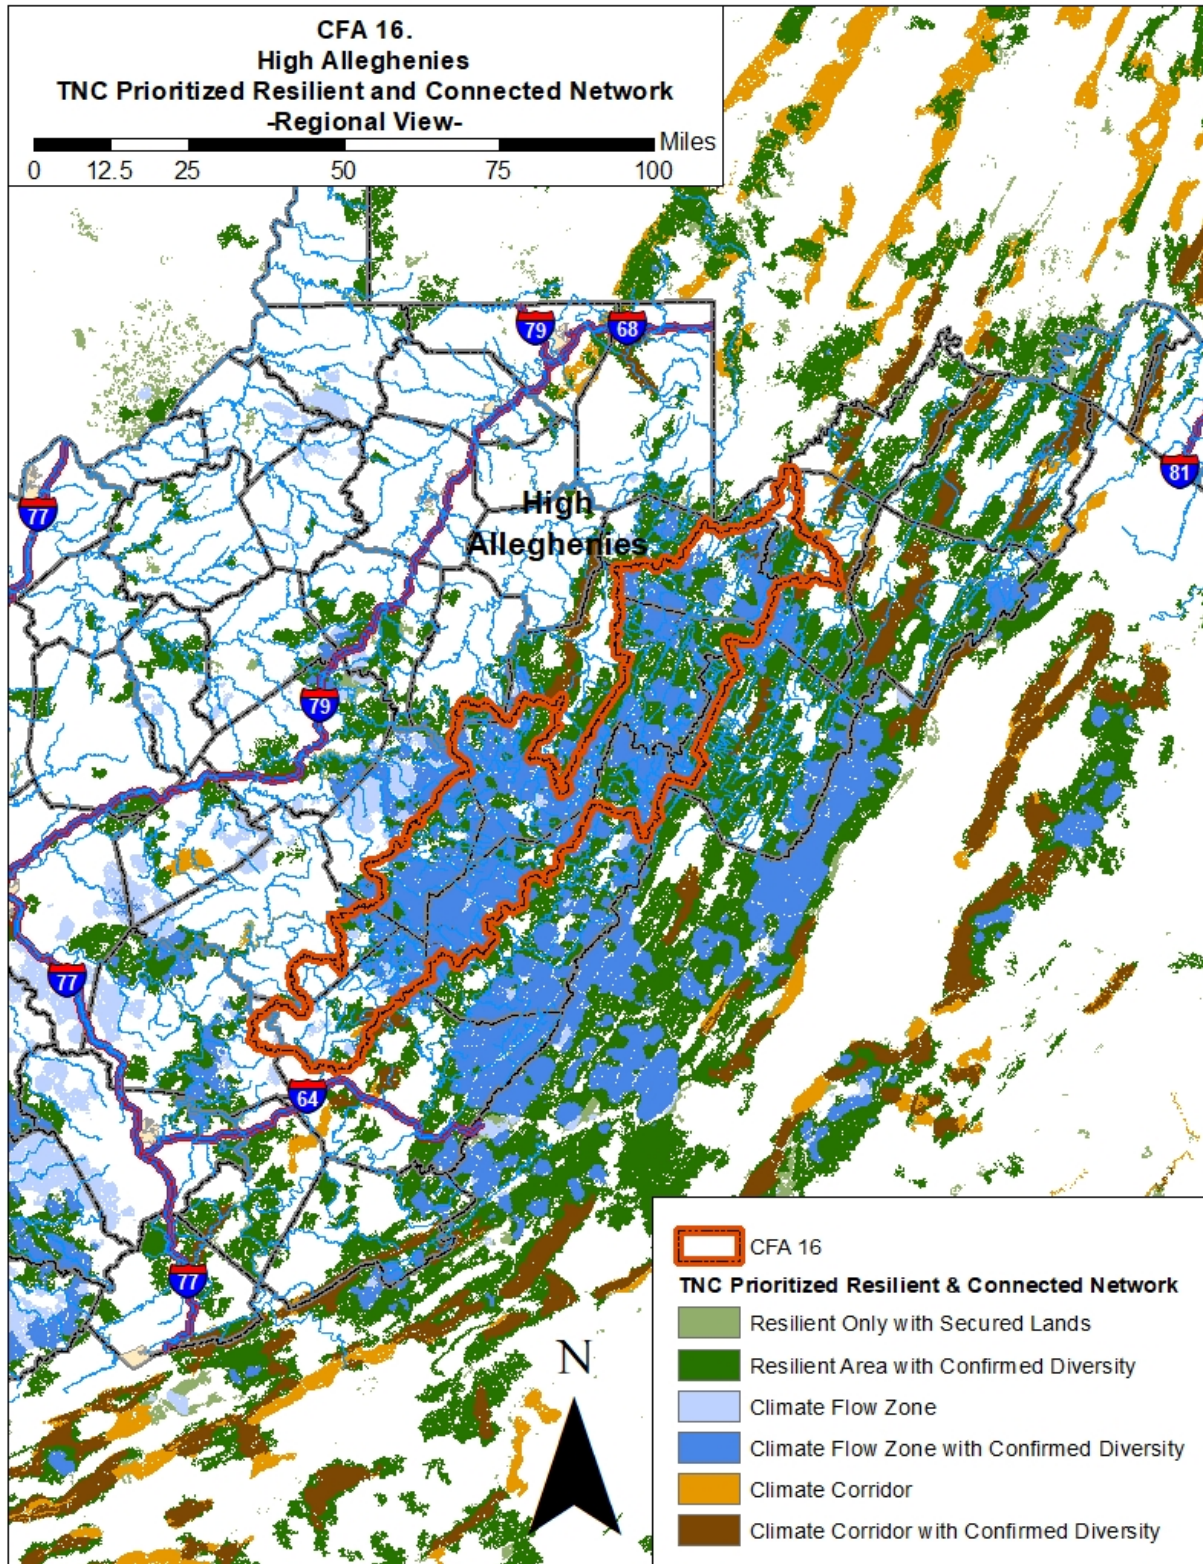 CFA 16.
High Alleghenies
TNC Prioritized Resilient and Connected Network
-Regional View-
Miles
0 12.5 25 50 75 100
79
68
81
77
High
Alleghenies
79
77
64
77
N
CFA 16
TNC Prioritized Resilient & Connected Network
Resilient Only with Secured Lands
Resilient Area with Confirmed Diversity
Climate Flow Zone
Climate Flow Zone with Confirmed Diversity
Climate Corridor
Climate Corridor with Confirmed Diversity